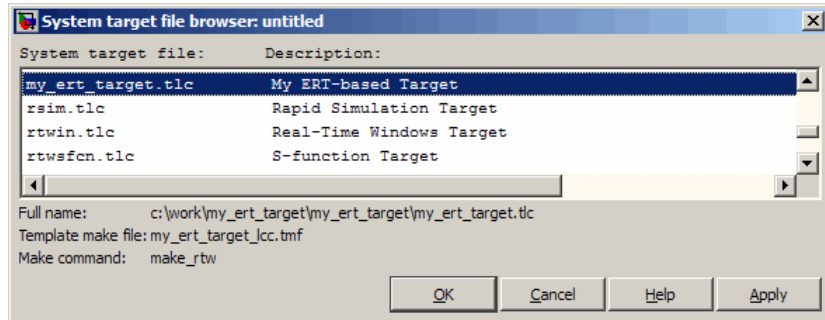 System target file browser: untitled
System target file: Description:
my_ert_target.tlc My ERT-based Target
rsim.tlc Rapid Simulation Target
rtwin.tlc Real-Time Windows Target
rtwsfcn.tlc S-function Target
Full name: c:\work\my_ert_target\my_ert_target\my_ert_target.tlc
Template make file: my_ert_target_lcc.tmf
Make command: make_rtw
OK Cancel Help Apply